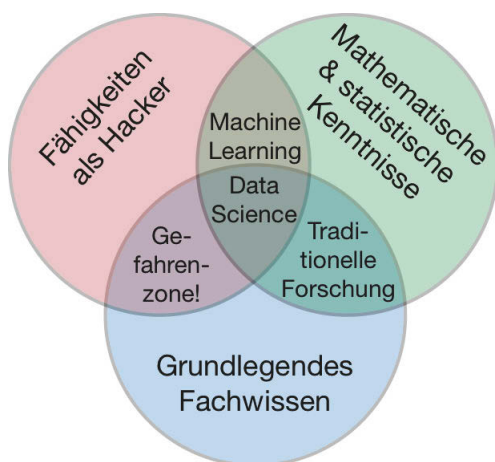 Fähigkeiten
als Hacker
Mathematische
& statistische
Kenntnisse
Machine
Learning
Data
Science
Ge-
fahren-
zone!
Tradi-
tionelle
Forschung
Grundlegendes
Fachwissen